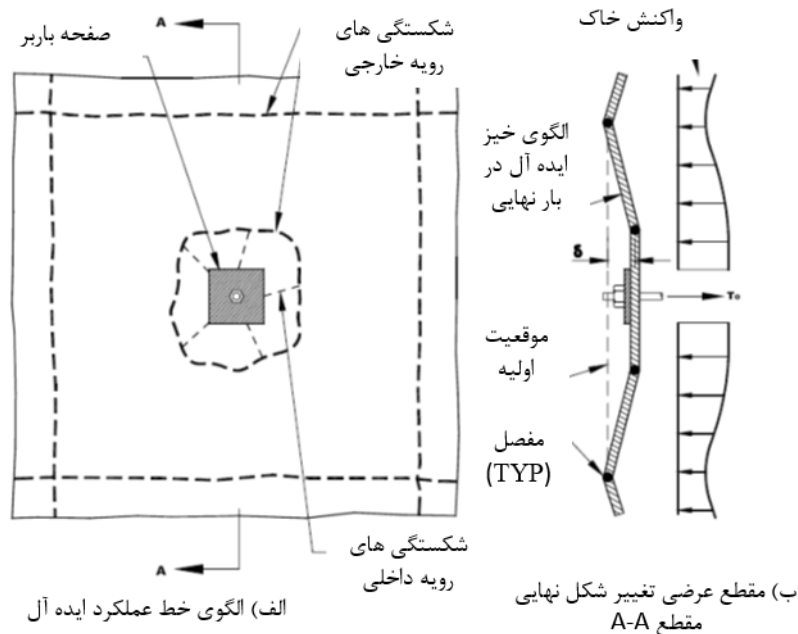 A
صفحه باربر
شکستگی های
رویه خارجی
واکنش خاک
الگوی خیز
ایده آل در
بار نهایی
δ
To
موقعیت
اولیه
مفصل
(TYP)
A
شکستگی های
رویه داخلی
الف) الگوی خط عملکرد ایده آل
ب) مقطع عرضی تغییر شکل نهایی
مقطع A-A